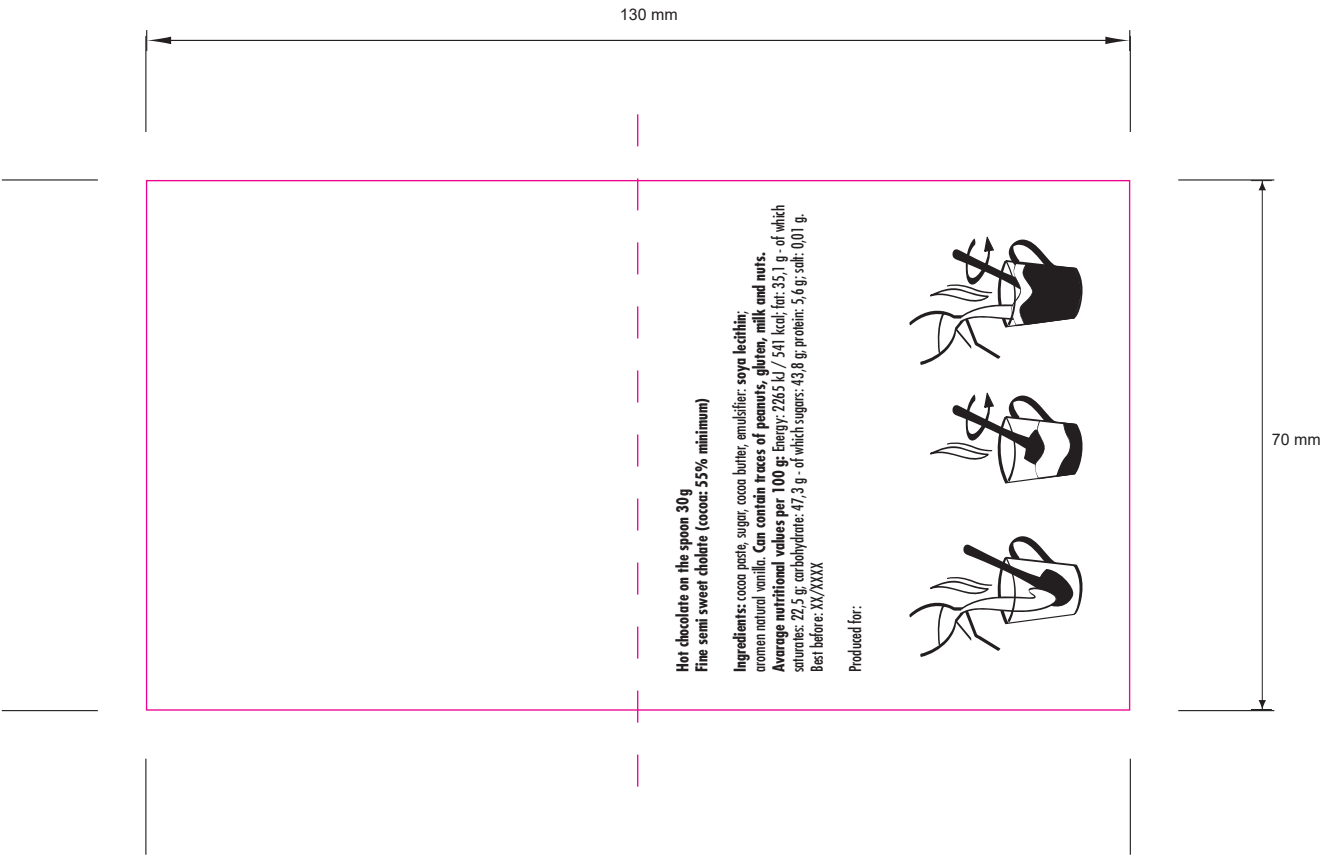 130 mm
Hot chocolate on the spoon 30g
Fine semi sweet cholate (cocoa: 55% minimum)
Ingredients: cocoa paste, sugar, cocoa butter, emulsifier: soya lecithin;
aromen natural vanilla. Can contain traces of peanuts, gluten, milk and nuts.
Avarage nutritional values per 100 g: Energy: 2265 kJ / 541 kcal; fat: 35,1 g - of which
saturates: 22,5 g; carbohydrate: 47,3 g - of which sugars: 43,8 g; protein: 5,6 g; salt: 0,01 g.
Best before: XX/XXXX
Produced for:
70 mm